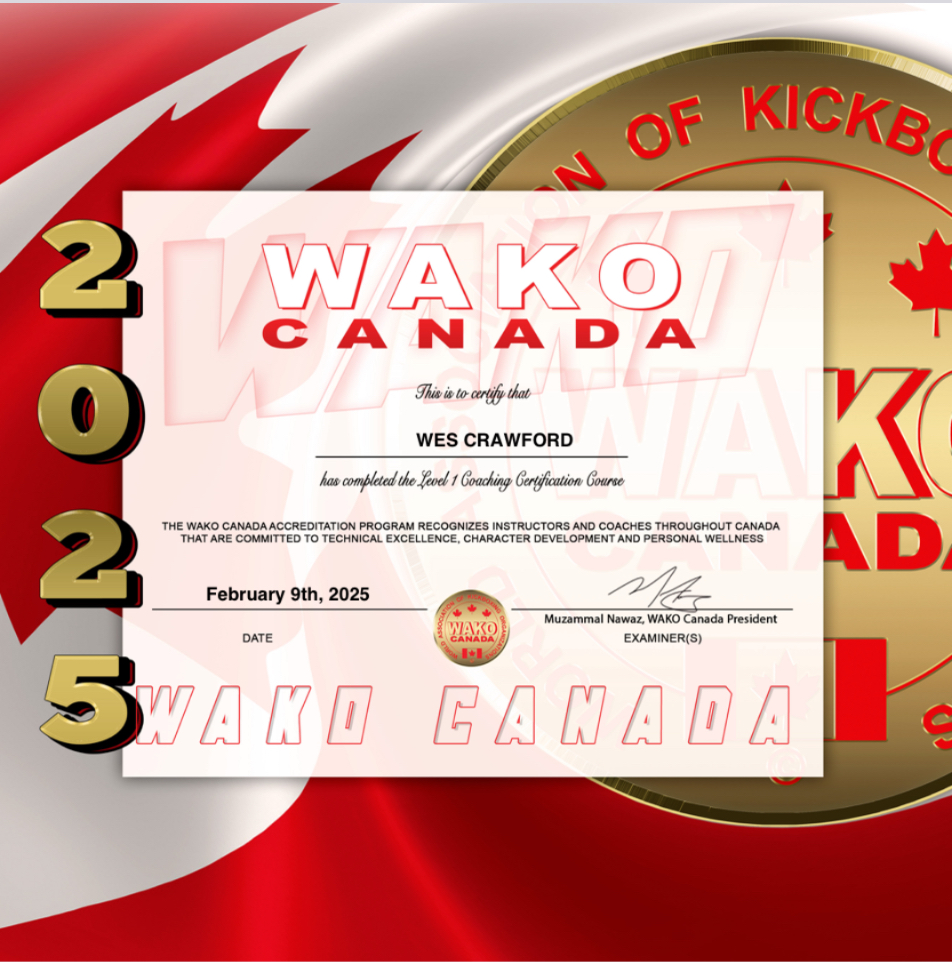 OF KICKBO
2
0
2
5
WAKO
CANADA
This is to certify that
WES CRAWFORD
has completed the Level 1 Coaching Certification Course
THE WAKO CANADA ACCREDITATION PROGRAM RECOGNIZES INSTRUCTORS AND COACHES THROUGHOUT CANADA
THAT ARE COMMITTED TO TECHNICAL EXCELLENCE, CHARACTER DEVELOPMENT AND PERSONAL WELLNESS
February 9th, 2025
DATE
WAKO
CANADA
Muzammal Nawaz, WAKO Canada President
EXAMINER(S)
WAKO CANADA
WAKO
CANADA